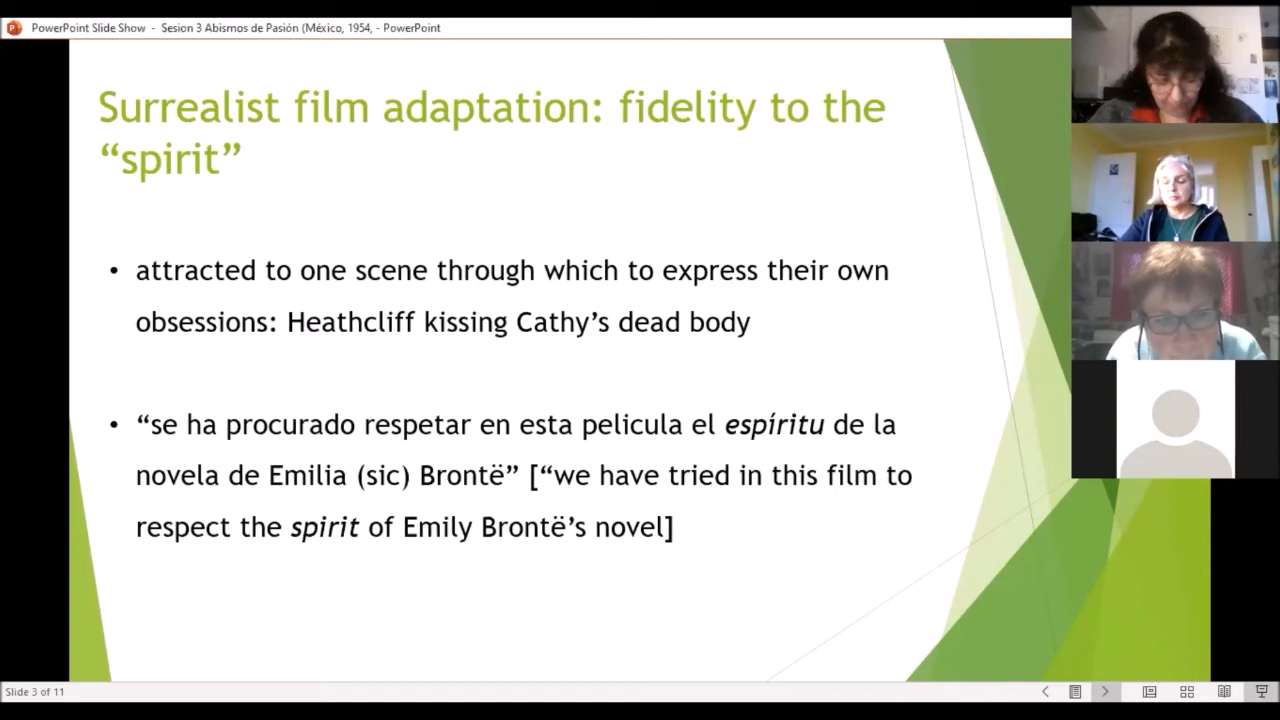 PowerPoint Slide Show - Sesion 3 Abismos de Pasión (México, 1954, - PowerPoint
Surrealist film adaptation: fidelity to the
“spirit”
• attracted to one scene through which to express their own
obsessions: Heathcliff kissing Cathy’s dead body
• “se ha procurado respetar en esta pelicula el espíritu de la
novela de Emilia (sic) Brontë” [“we have tried in this film to
respect the spirit of Emily Brontë’s novel]
Slide 3 of 11